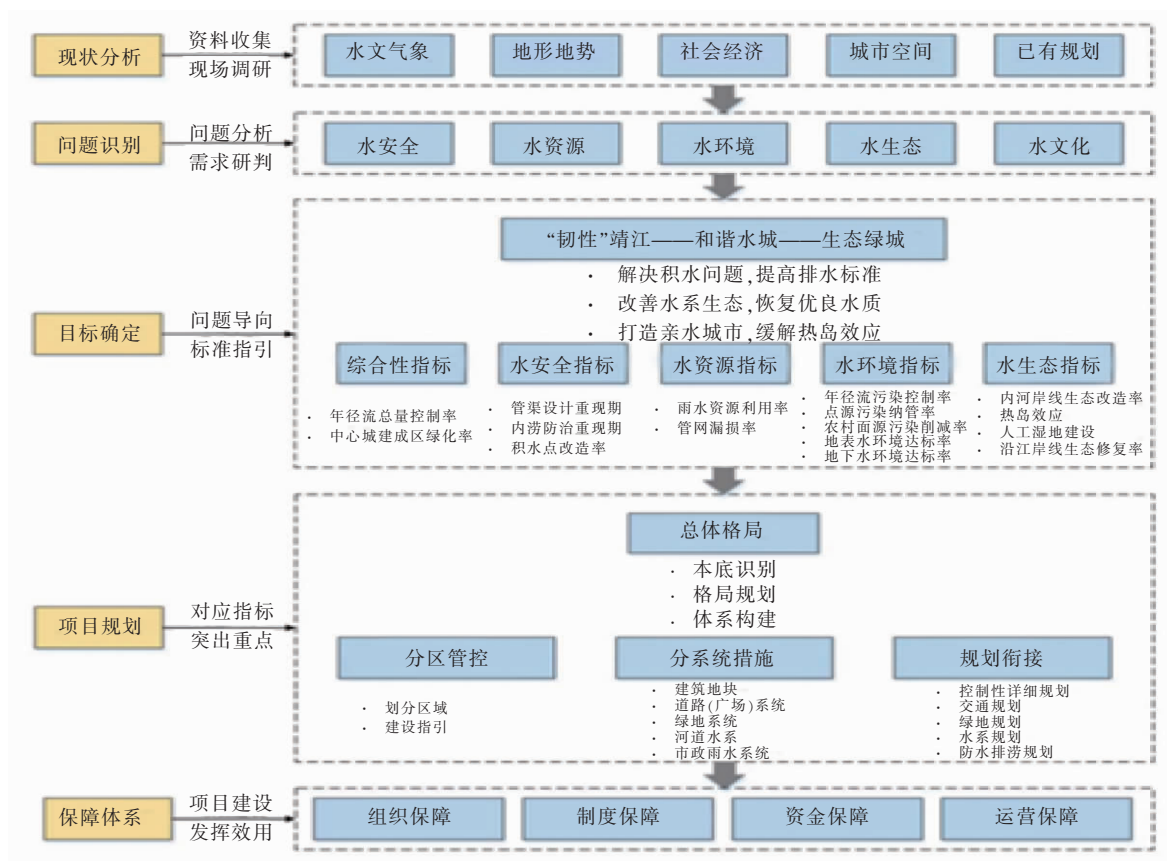 现状分析
资料收集
现场调研
水文气象
地形地势
社会经济
城市空间
已有规划
问题识别
问题分析
需求研判
水安全
水资源
水环境
水生态
水文化
目标确定
问题导向
标准指引
“韧性”靖江——和谐水城——生态绿城
· 解决积水问题,提高排水标准
· 改善水系生态,恢复优良水质
· 打造亲水城市,缓解热岛效应
综合性指标
· 年径流总量控制率
· 中心城建成区绿化率
水安全指标
· 管渠设计重现期
· 内涝防治重现期
· 积水点改造率
水资源指标
· 雨水资源利用率
· 管网漏损率
水环境指标
· 年径流污染控制率
· 点源污染纳管率
· 农村面源污染削减率
· 地表水环境达标率
· 地下水环境达标率
水生态指标
· 内河岸线生态改造率
· 热岛效应
· 人工湿地建设
· 沿江岸线生态修复率
项目规划
对应指标
突出重点
总体格局
· 本底识别
· 格局规划
· 体系构建
分区管控
· 划分区域
· 建设指引
分系统措施
· 建筑地块
· 道路(广场)系统
· 绿地系统
· 河道水系
· 市政雨水系统
规划衔接
· 控制性详细规划
· 交通规划
· 绿地规划
· 水系规划
· 防水排涝规划
保障体系
项目建设
发挥效用
组织保障
制度保障
资金保障
运营保障